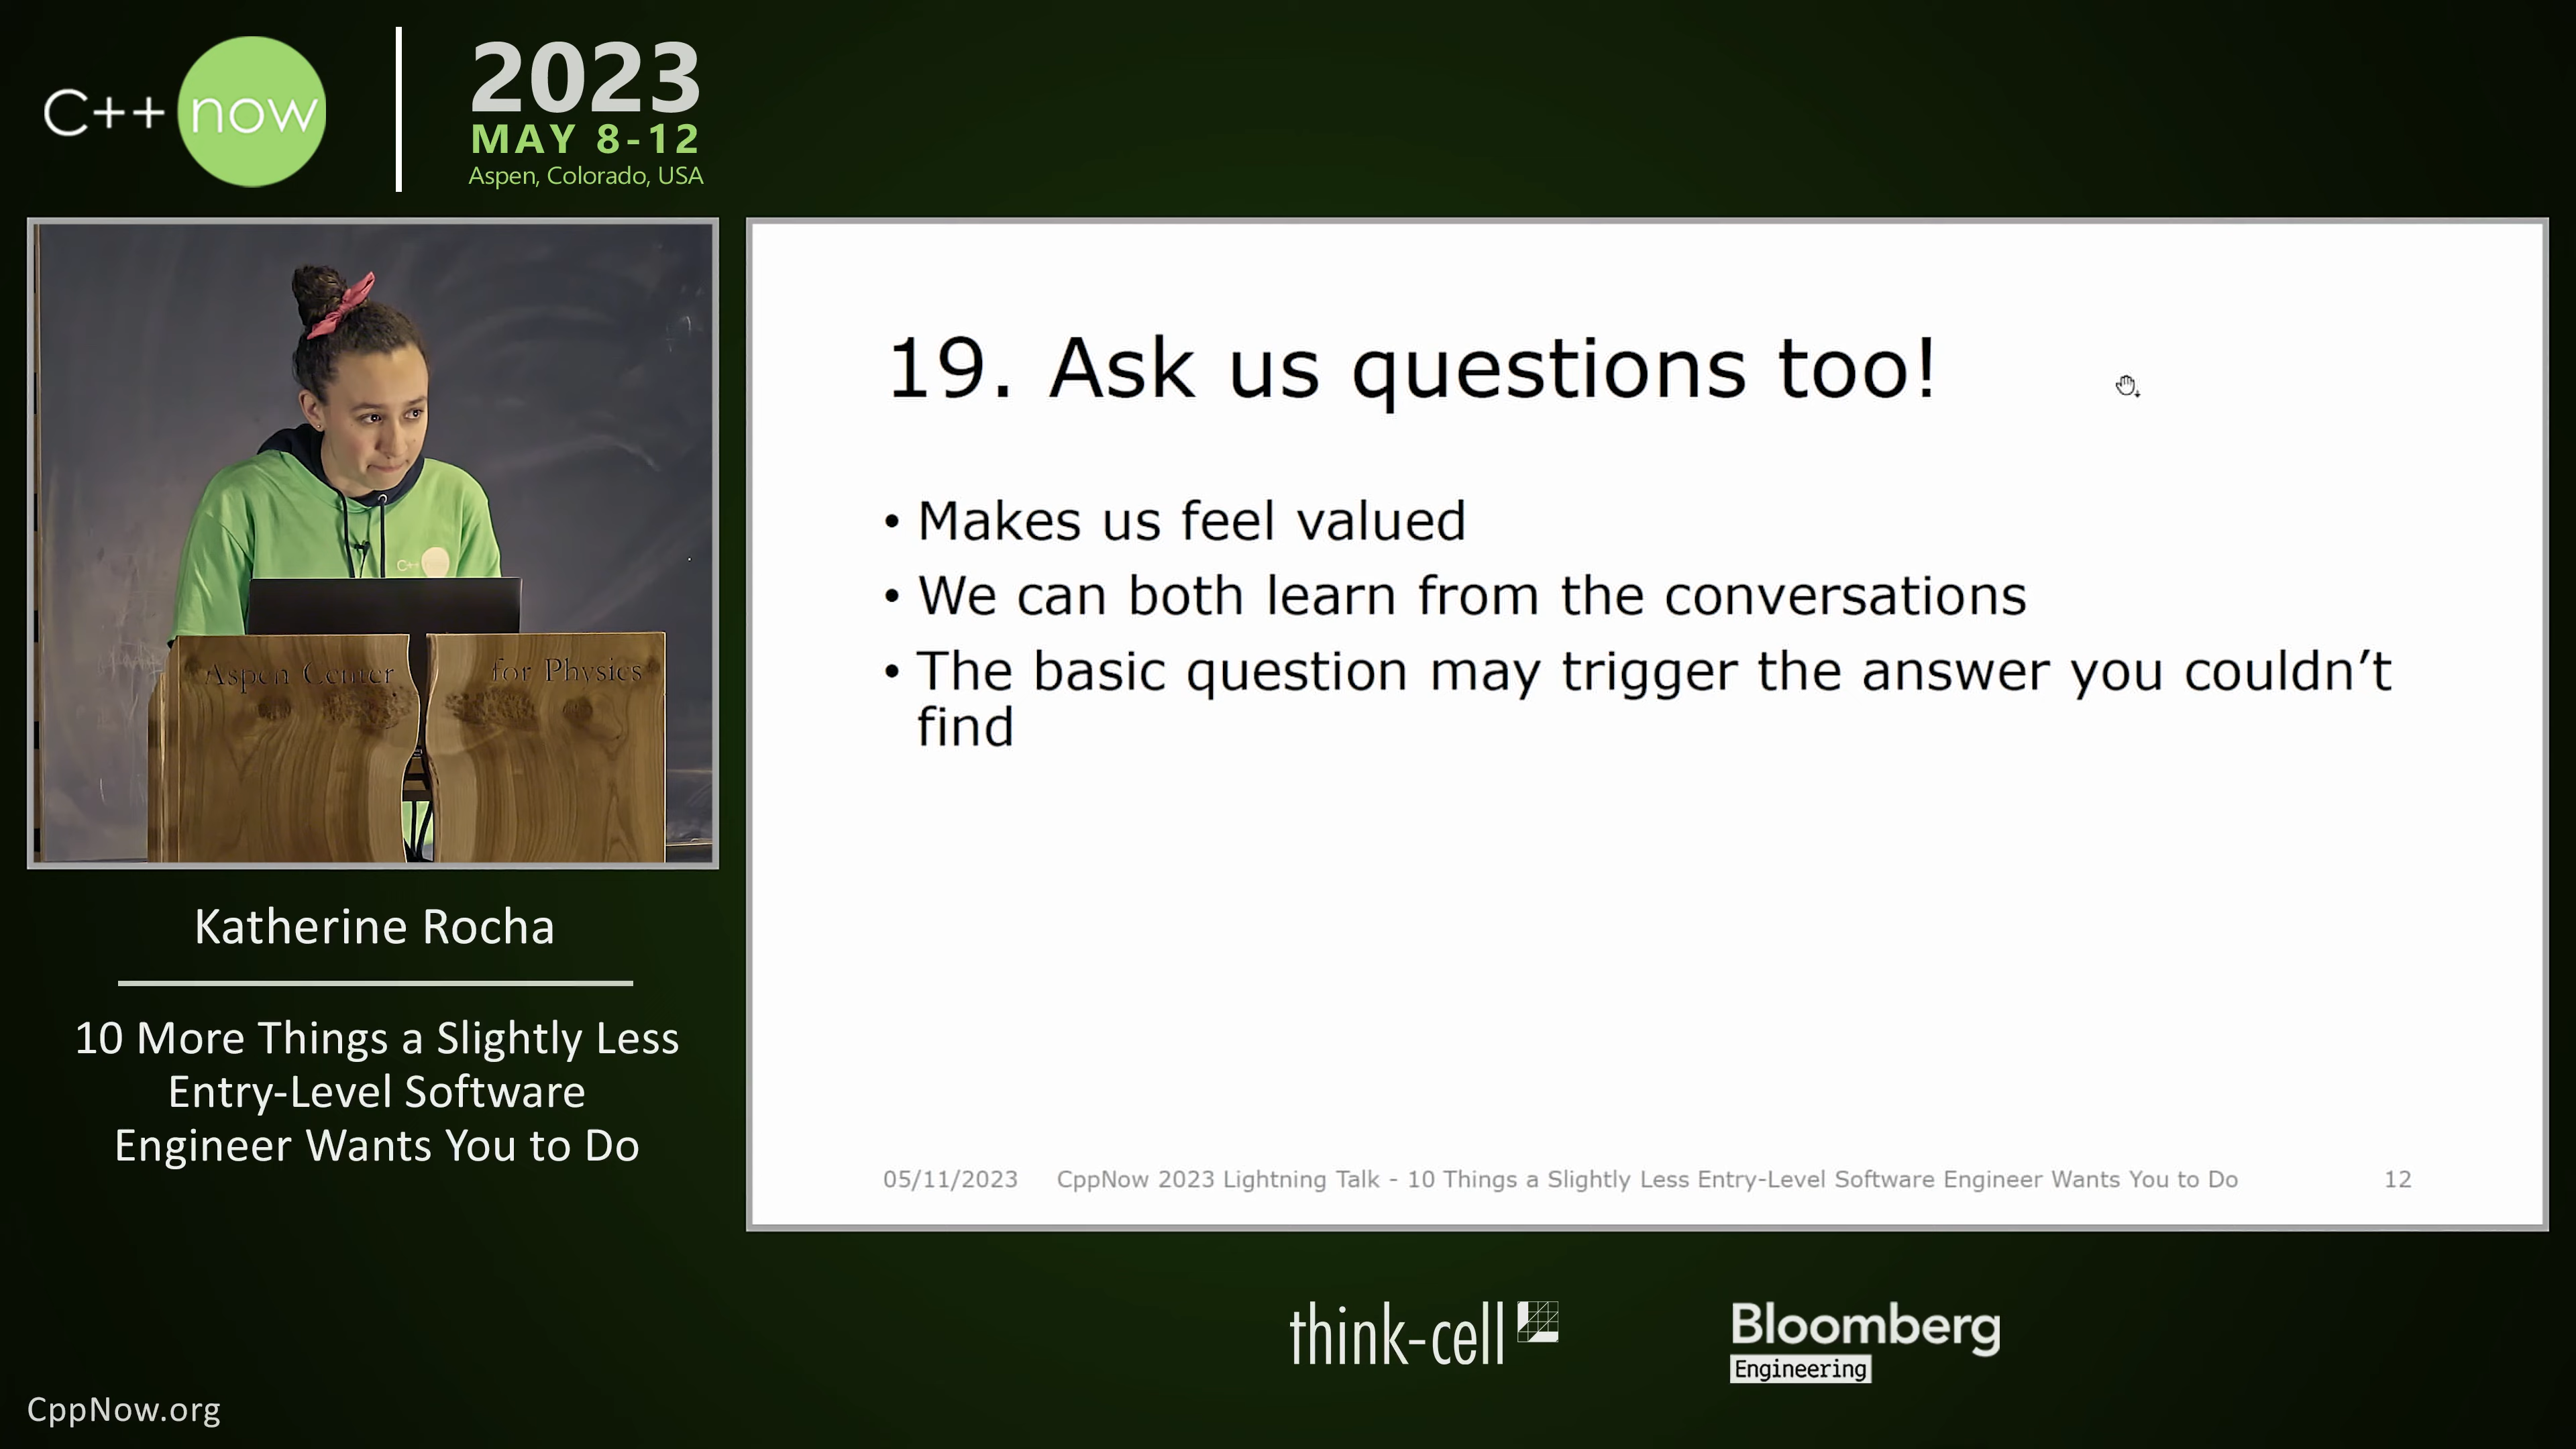 C++ now
2023
MAY 8-12
Aspen, Colorado, USA
C++
Aspen Center for Physics
Katherine Rocha
10 More Things a Slightly Less
Entry-Level Software
Engineer Wants You to Do
19. Ask us questions too!
• Makes us feel valued
• We can both learn from the conversations
• The basic question may trigger the answer you couldn’t
find
05/11/2023 CppNow 2023 Lightning Talk - 10 Things a Slightly Less Entry-Level Software Engineer Wants You to Do 12
think-cell
Bloomberg
Engineering
CppNow.org